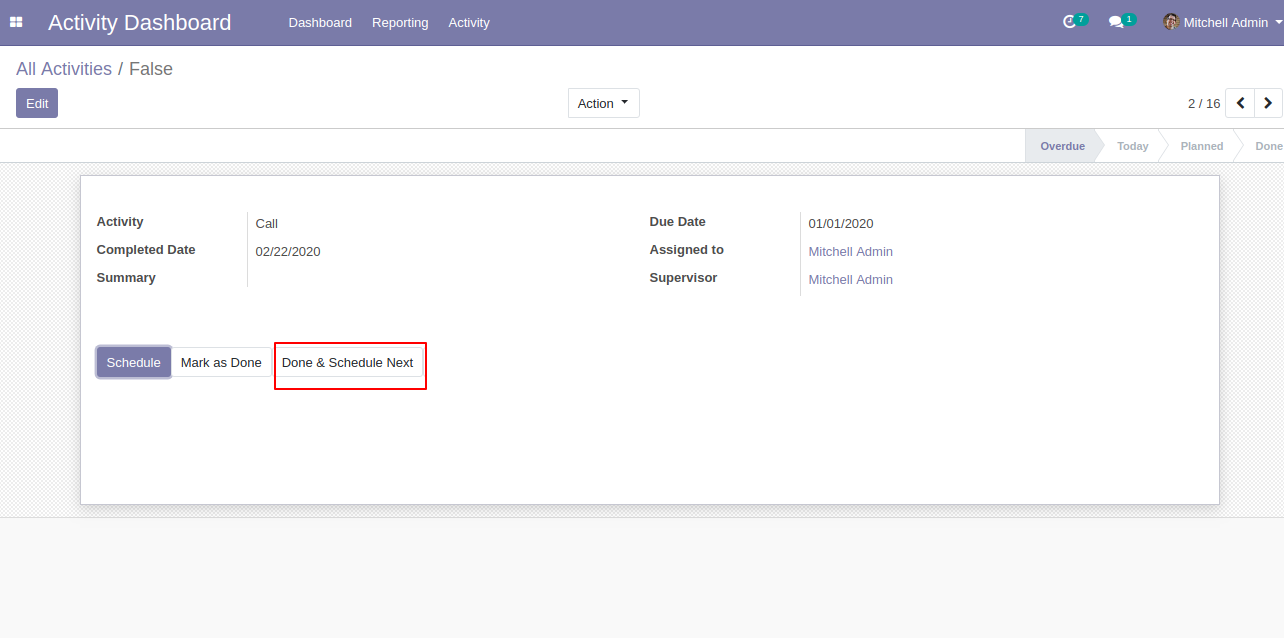 Activity Dashboard Dashboard Reporting Activity 7 1 Mitchell Admin
All Activities / False
Edit Action 2 / 16
Overdue Today Planned Done
Activity Call Due Date 01/01/2020
Completed Date 02/22/2020 Assigned to Mitchell Admin
Summary Supervisor Mitchell Admin
Schedule Mark as Done Done & Schedule Next